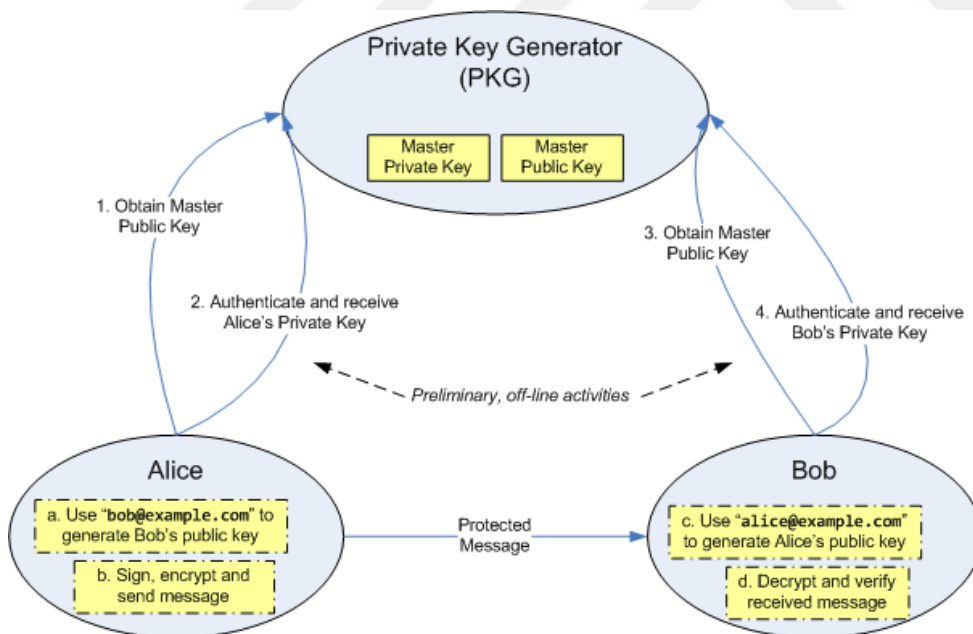 Private Key Generator
(PKG)
Master
Private Key
Master
Public Key
1. Obtain Master
Public Key
2. Authenticate and receive
Alice's Private Key
3. Obtain Master
Public Key
4. Authenticate and receive
Bob's Private Key
Preliminary, off-line activities
Alice
a. Use “bob@example.com” to
generate Bob's public key
b. Sign, encrypt and
send message
Protected
Message
Bob
c. Use “alice@example.com”
to generate Alice's public key
d. Decrypt and verify
received message